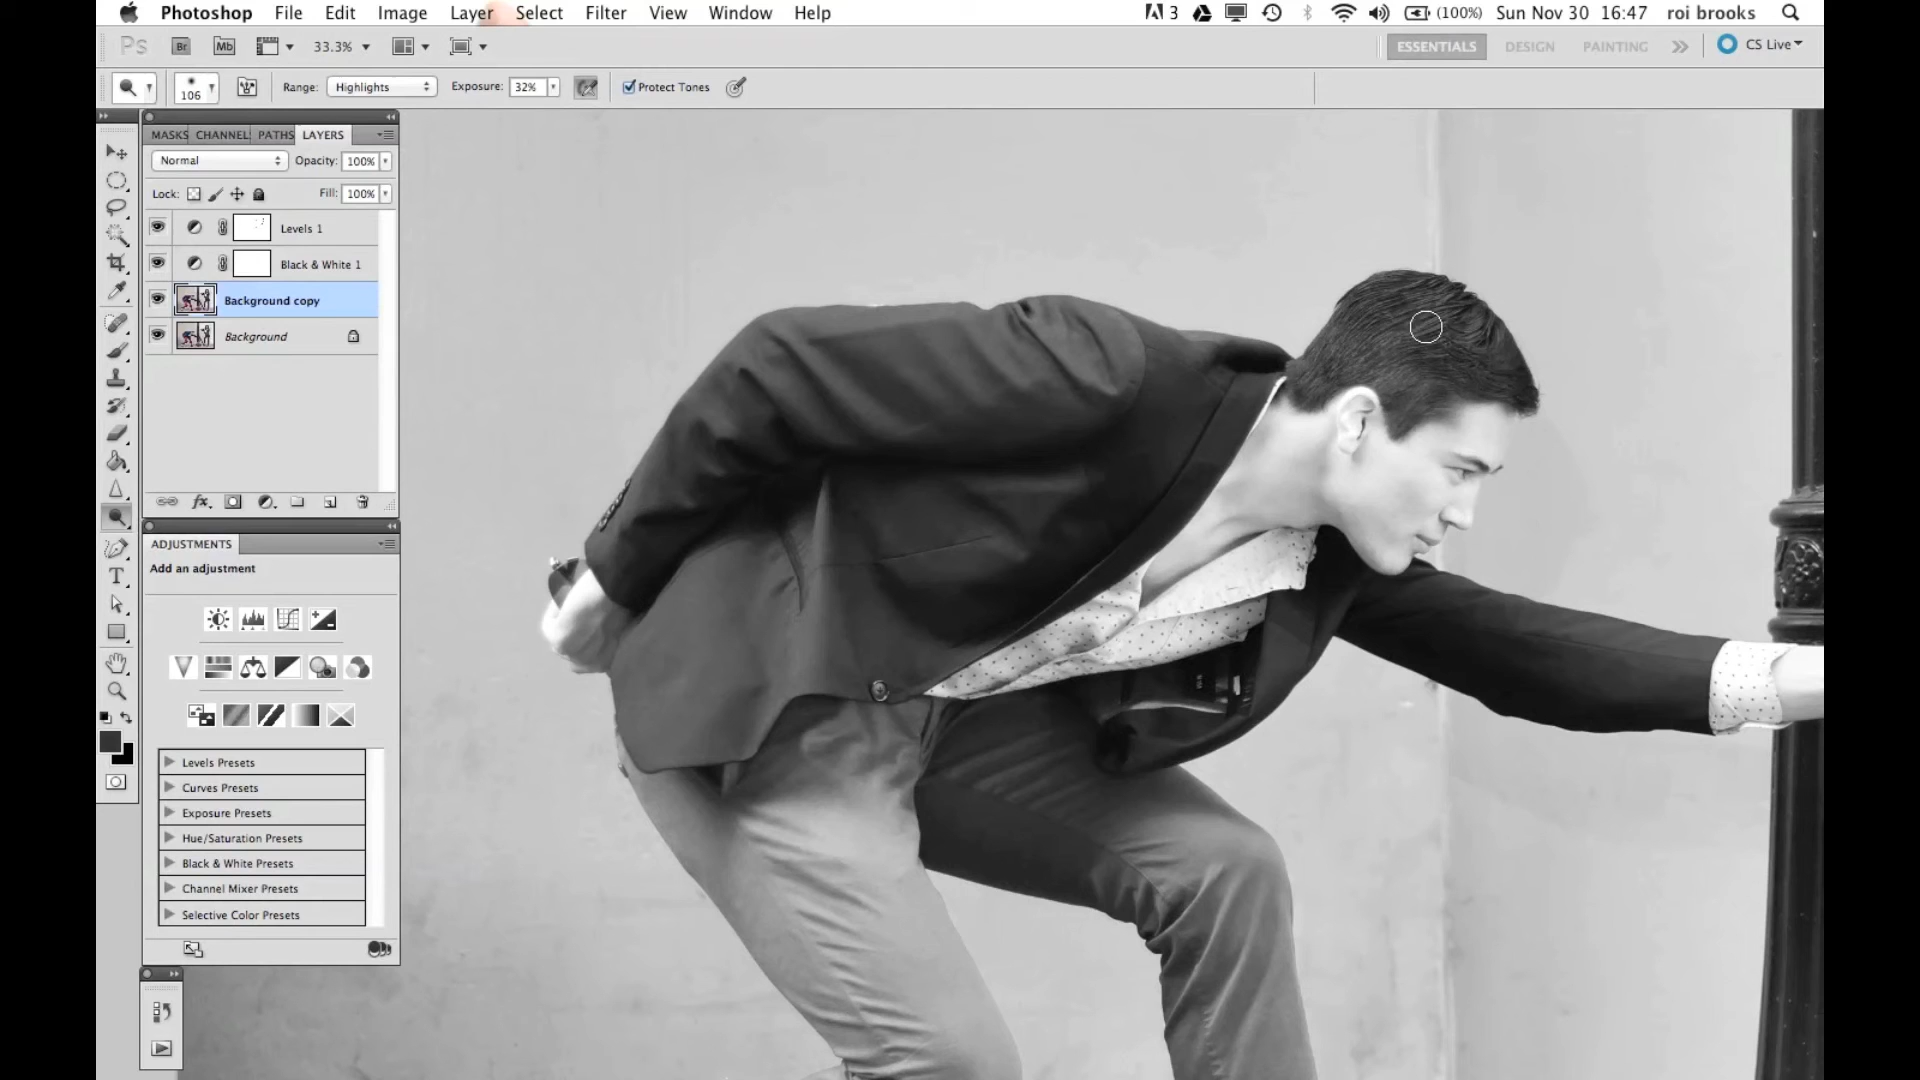 Photoshop File Edit Image Layer Select Filter View Window Help 3 (100%) Sun Nov 30 16:47 roi brooks
Ps Br Mb 33.3% ESSENTIALS DESIGN PAINTING CS Live
106 Range: Highlights Exposure: 32% Protect Tones
MASKS CHANNEL PATHS LAYERS
Normal Opacity: 100%
Lock: Fill: 100%
Levels 1
Black & White 1
Background copy
Background
fx
ADJUSTMENTS
Add an adjustment
T
Levels Presets
Curves Presets
Exposure Presets
Hue/Saturation Presets
Black & White Presets
Channel Mixer Presets
Selective Color Presets